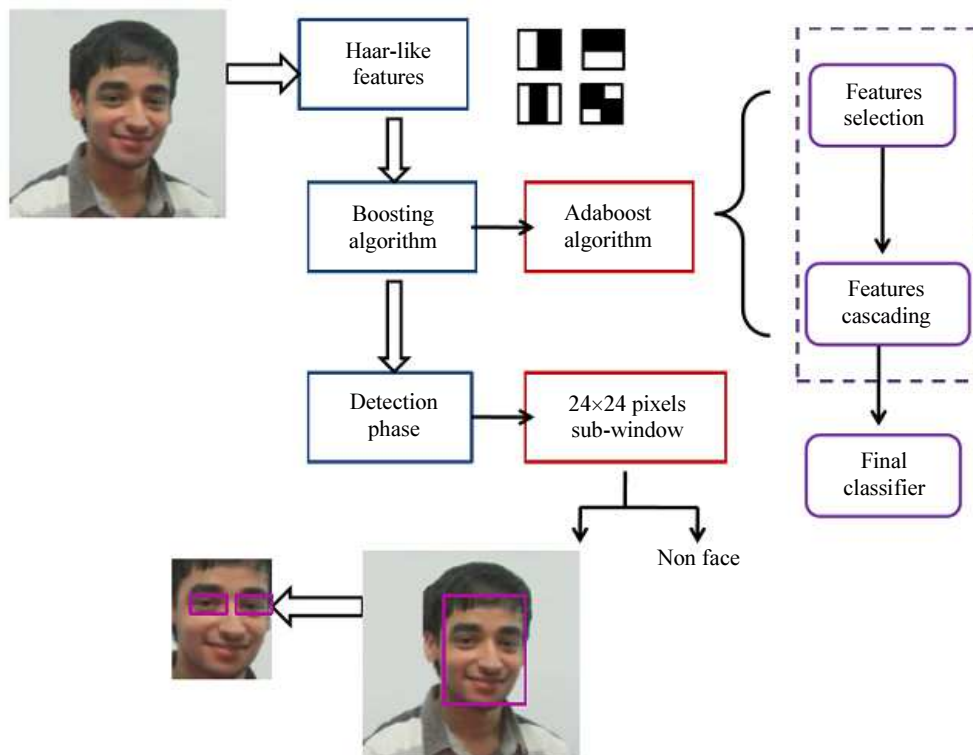 Haar-like
features
Features
selection
Boosting
algorithm
Adaboost
algorithm
Features
cascading
Detection
phase
24×24 pixels
sub-window
Final
classifier
Non face